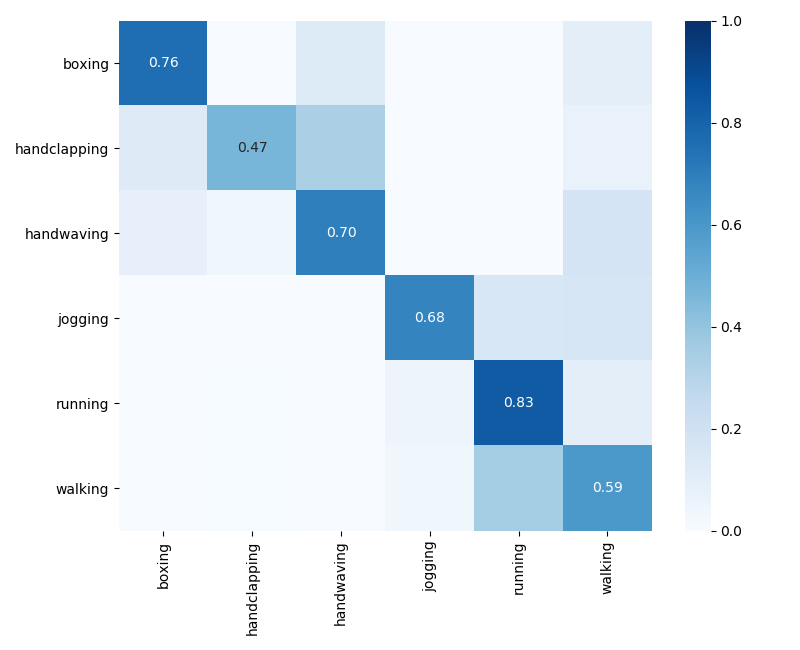 boxing
handclapping
handwaving
jogging
running
walking
0.76
0.47
0.70
0.68
0.83
0.59
boxing
handclapping
handwaving
jogging
running
walking
1.0
0.8
0.6
0.4
0.2
0.0